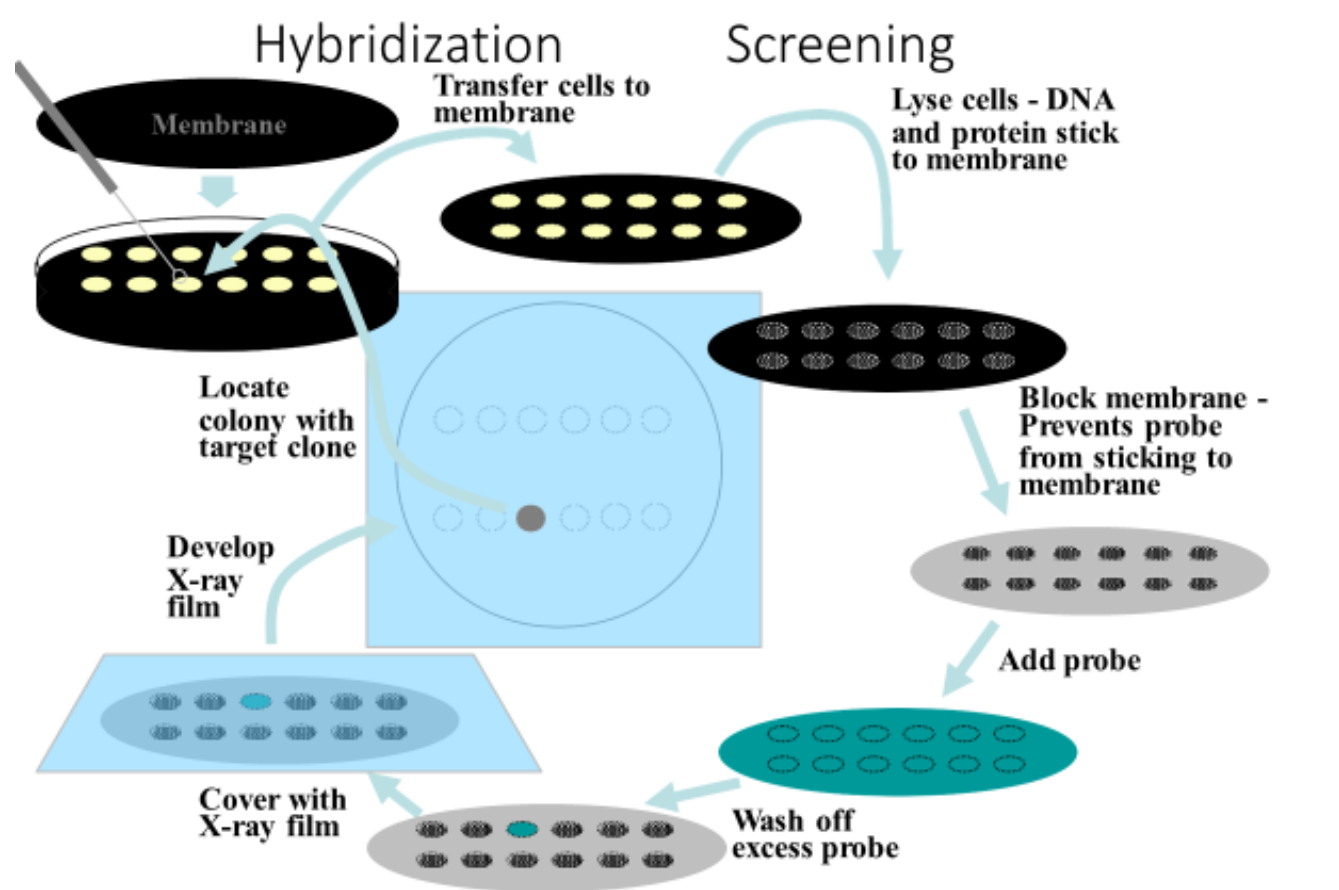 Hybridization Screening
Membrane
Transfer cells to
membrane
Lyse cells - DNA
and protein stick
to membrane
Block membrane -
Prevents probe
from sticking to
membrane
Add probe
Wash off
excess probe
Cover with
X-ray film
Develop
X-ray
film
Locate
colony with
target clone